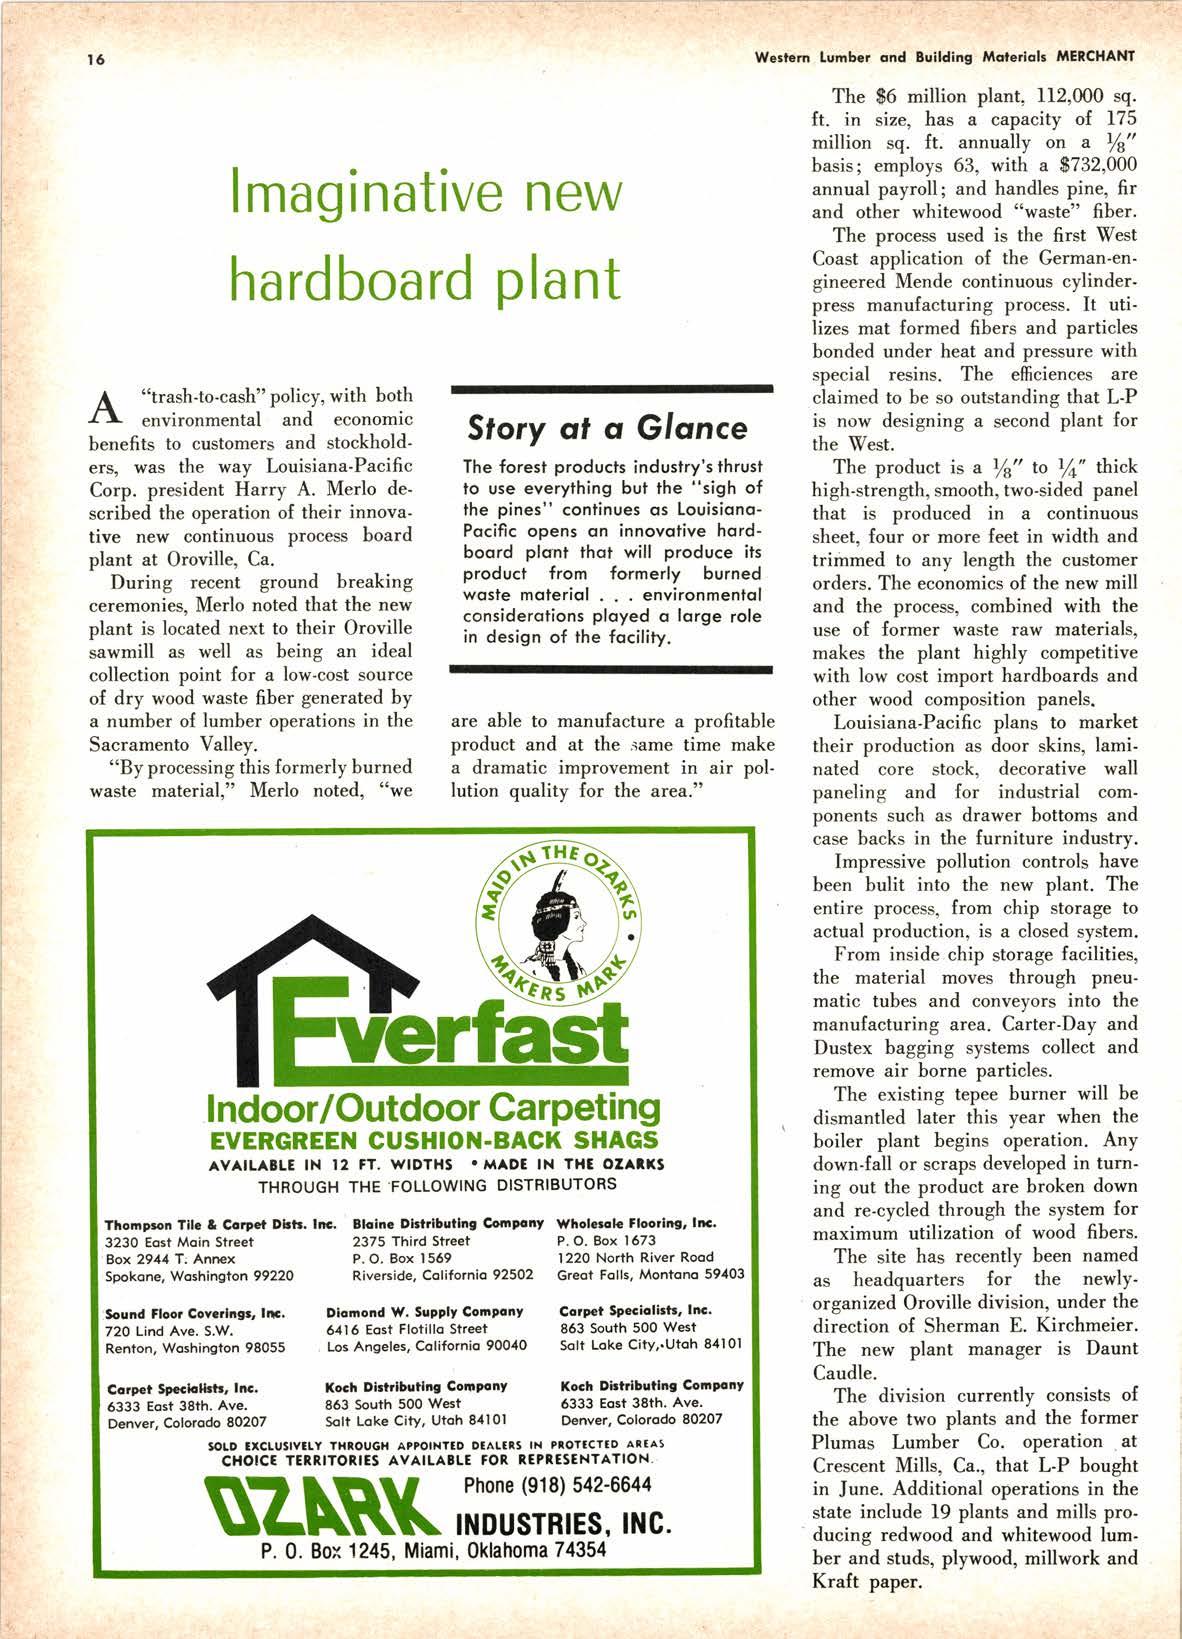 16
Western Lumber and Building Materials MERCHANT
Imaginative new
hardboard plant
A "trash-to-cash" policy, with both
environmental and economic
benefits to customers and stockhold-
ers, was the way Louisiana-Pacific
Corp. president Harry A. Merlo de-
scribed the operation of their innova-
tive new continuous process board
plant at Oroville, Ca.
During recent ground breaking
ceremonies, Merlo noted that the new
plant is located next to their Oroville
sawmill as well as being an ideal
collection point for a low-cost source
of dry wood waste fiber generated by
a number of lumber operations in the
Sacramento Valley.
"By processing this formerly burned
waste material," Merlo noted, "we
Story at a Glance
The forest products industry's thrust
to use everything but the "sigh of
the pines" continues as Louisiana-
Pacific opens an innovative hard-
board plant that will produce its
product from formerly burned
waste material . . . environmental
considerations played a large role
in design of the facility.
are able to manufacture a profitable
product and at the same time make
a dramatic improvement in air pol-
lution quality for the area."
The $6 million plant, 112,000 sq.
ft. in size, has a capacity of 175
million sq. ft. annually on a ⅛"
basis; employs 63, with a $732,000
annual payroll; and handles pine, fir
and other whitewood "waste" fiber.
The process used is the first West
Coast application of the German-en-
gineered Mende continuous cylinder-
press manufacturing process. It uti-
lizes mat formed fibers and particles
bonded under heat and pressure with
special resins. The efficiences are
claimed to be so outstanding that L-P
is now designing a second plant for
the West.
The product is a ⅛" to ¼" thick
high-strength, smooth, two-sided panel
that is produced in a continuous
sheet, four or more feet in width and
trimmed to any length the customer
orders. The economics of the new mill
and the process, combined with the
use of former waste raw materials,
makes the plant highly competitive
with low cost import hardboards and
other wood composition panels.
Louisiana-Pacific plans to market
their production as door skins, lami-
nated core stock, decorative wall
paneling and for industrial com-
ponents such as drawer bottoms and
case backs in the furniture industry.
Impressive pollution controls have
been bulit into the new plant. The
entire process, from chip storage to
actual production, is a closed system.
From inside chip storage facilities,
the material moves through pneu-
matic tubes and conveyors into the
manufacturing area. Carter-Day and
Dustex bagging systems collect and
remove air borne particles.
The existing tepee burner will be
dismantled later this year when the
boiler plant begins operation. Any
down-fall or scraps developed in turn-
ing out the product are broken down
and re-cycled through the system for
maximum utilization of wood fibers.
The site has recently been named
as headquarters for the newly-
organized Oroville division, under the
direction of Sherman E. Kirchmeier.
The new plant manager is Daunt
Caudle.
The division currently consists of
the above two plants and the former
Plumas Lumber Co. operation at
Crescent Mills, Ca., that L-P bought
in June. Additional operations in the
state include 19 plants and mills pro-
ducing redwood and whitewood lum-
ber and studs, plywood, millwork and
Kraft paper.
MAID IN THE OZARKS • MAKERS MARK
Everfast
Indoor/Outdoor Carpeting
EVERGREEN CUSHION-BACK SHAGS
AVAILABLE IN 12 FT. WIDTHS • MADE IN THE OZARKS
THROUGH THE FOLLOWING DISTRIBUTORS
Thompson Tile & Carpet Dists. Inc.
3230 East Main Street
Box 2944 T. Annex
Spokane, Washington 99220
Blaine Distributing Company
2375 Third Street
P. O. Box 1569
Riverside, California 92502
Wholesale Flooring, Inc.
P. O. Box 1673
1220 North River Road
Great Falls, Montana 59403
Sound Floor Coverings, Inc.
720 Lind Ave. S.W.
Renton, Washington 98055
Diamond W. Supply Company
6416 East Flotilla Street
Los Angeles, California 90040
Carpet Specialists, Inc.
863 South 500 West
Salt Lake City, Utah 84101
Carpet Specialists, Inc.
6333 East 38th. Ave.
Denver, Colorado 80207
Koch Distributing Company
863 South 500 West
Salt Lake City, Utah 84101
Koch Distributing Company
6333 East 38th. Ave.
Denver, Colorado 80207
SOLD EXCLUSIVELY THROUGH APPOINTED DEALERS IN PROTECTED AREAS
CHOICE TERRITORIES AVAILABLE FOR REPRESENTATION.
OZARK
Phone (918) 542-6644
INDUSTRIES, INC.
P. O. Box 1245, Miami, Oklahoma 74354